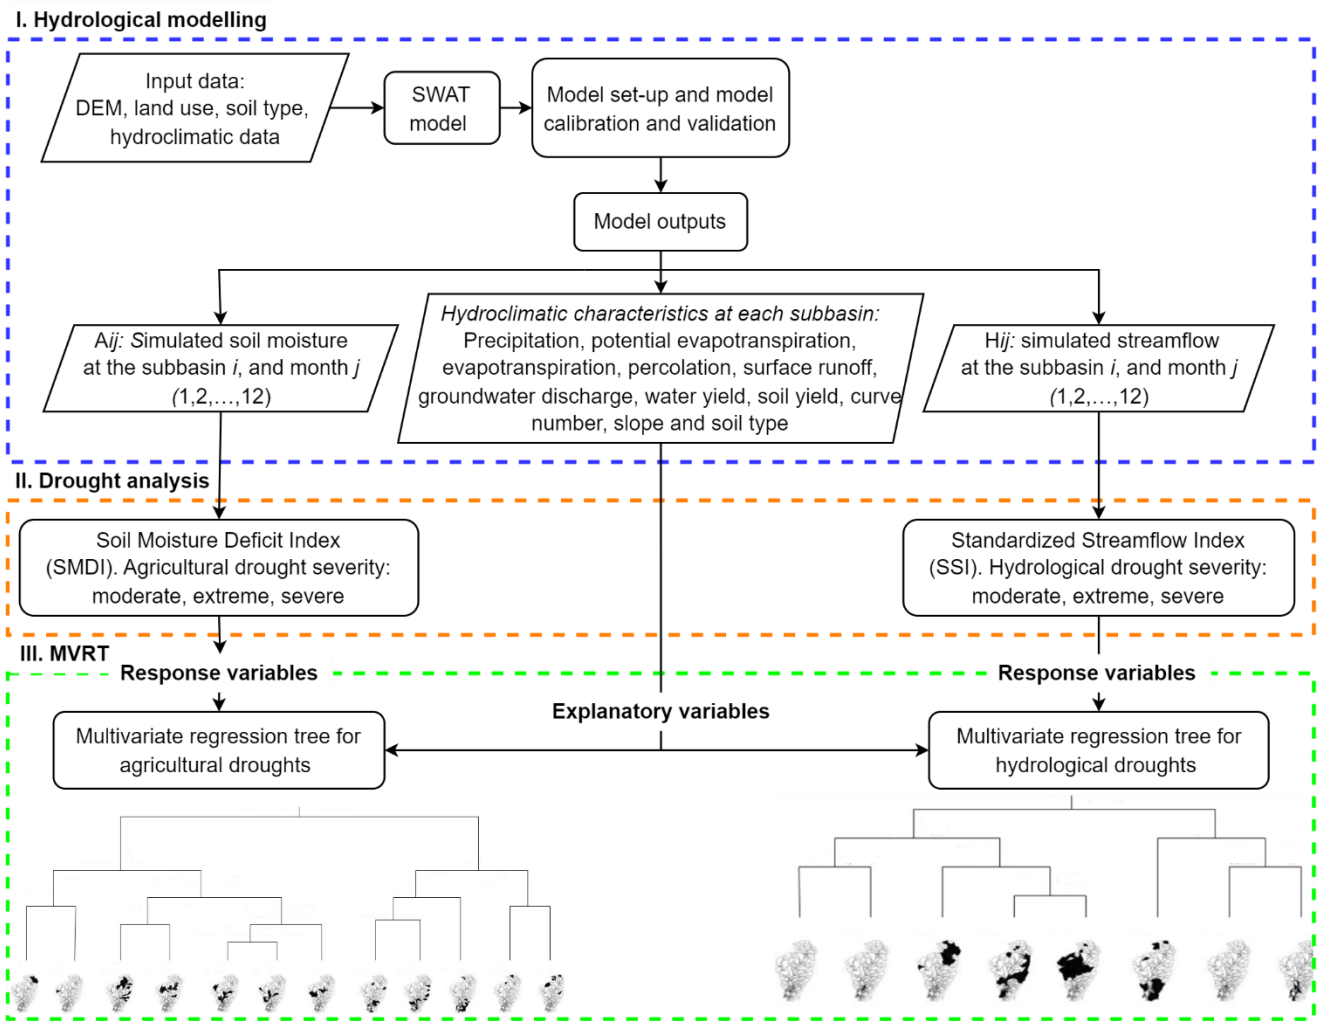 I. Hydrological modelling
Input data:
DEM, land use, soil type,
hydroclimatic data
SWAT
model
Model set-up and model
calibration and validation
Model outputs
Aij: Simulated soil moisture
at the subbasin i, and month j
(1,2,...,12)
Hydroclimatic characteristics at each subbasin:
Precipitation, potential evapotranspiration,
evapotranspiration, percolation, surface runoff,
groundwater discharge, water yield, soil yield, curve
number, slope and soil type
Hij: simulated streamflow
at the subbasin i, and month j
(1,2,...,12)
II. Drought analysis
Soil Moisture Deficit Index
(SMDI). Agricultural drought severity:
moderate, extreme, severe
Standardized Streamflow Index
(SSI). Hydrological drought severity:
moderate, extreme, severe
III. MVRT
Response variables
Response variables
Explanatory variables
Multivariate regression tree for
agricultural droughts
Multivariate regression tree for
hydrological droughts